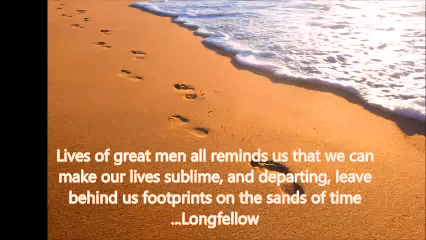 Lives of great men all reminds us that we can
make our lives sublime, and departing, leave
behind us footprints on the sands of time
...Longfellow